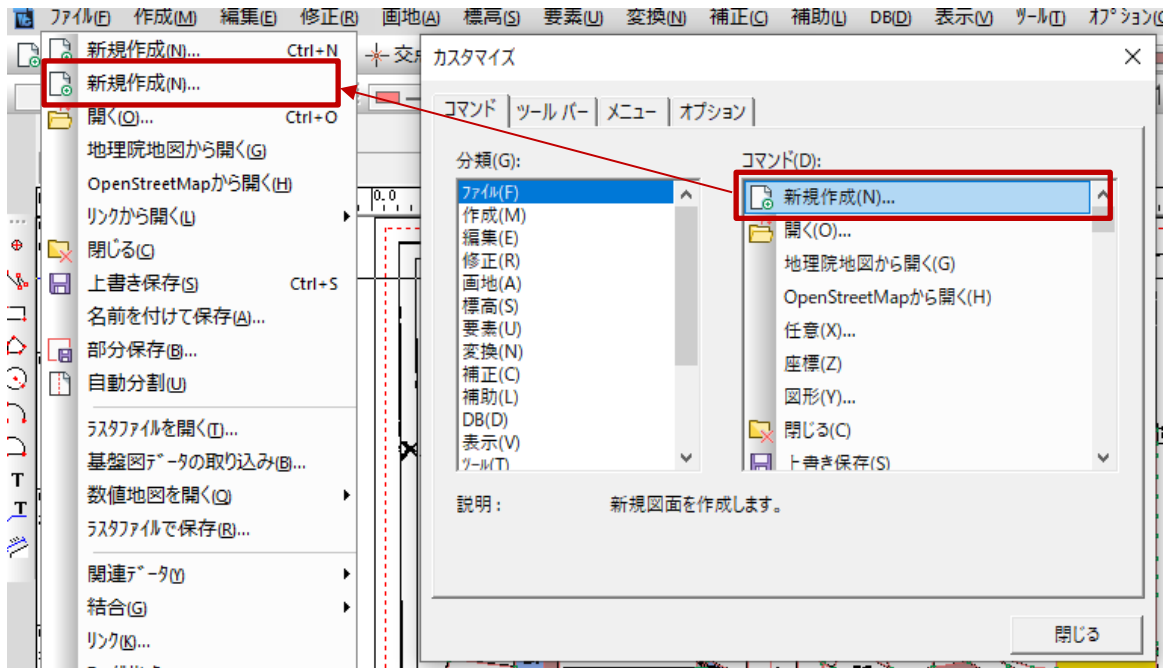 ﾌｧｲﾙ(F) 作成(M) 編集(E) 修正(R) 画地(A) 標高(S) 要素(U) 変換(N) 補正(C) 補助(L) DB(D) 表示(V) ﾂｰﾙ(T) ｵﾌﾟｼｮﾝ(O
新規作成(N)... Ctrl+N
新規作成(N)...
開く(O)... Ctrl+O
地理院地図から開く(G)
OpenStreetMapから開く(H)
リンクから開く(L)
閉じる(C)
上書き保存(S) Ctrl+S
名前を付けて保存(A)...
部分保存(B)...
自動分割(U)
ﾗｽﾀﾌｧｲﾙを開く(T)...
基盤図ﾃﾞｰﾀの取り込み(B)...
数値地図を開く(Q)
ﾗｽﾀﾌｧｲﾙで保存(R)...
関連ﾃﾞｰﾀ(Y)
結合(G)
リンク(K)...
交点
0.0
T
T
カスタマイズ
コマンド ツール バー メニュー オプション
分類(G):
ﾌｧｲﾙ(F)
作成(M)
編集(E)
修正(R)
画地(A)
標高(S)
要素(U)
変換(N)
補正(C)
補助(L)
DB(D)
表示(V)
ﾂｰﾙ(T)
コマンド(D):
新規作成(N)...
開く(O)...
地理院地図から開く(G)
OpenStreetMapから開く(H)
任意(X)...
座標(Z)
図形(Y)...
閉じる(C)
上書き保存(S)
説明 : 新規図面を作成します。
閉じる